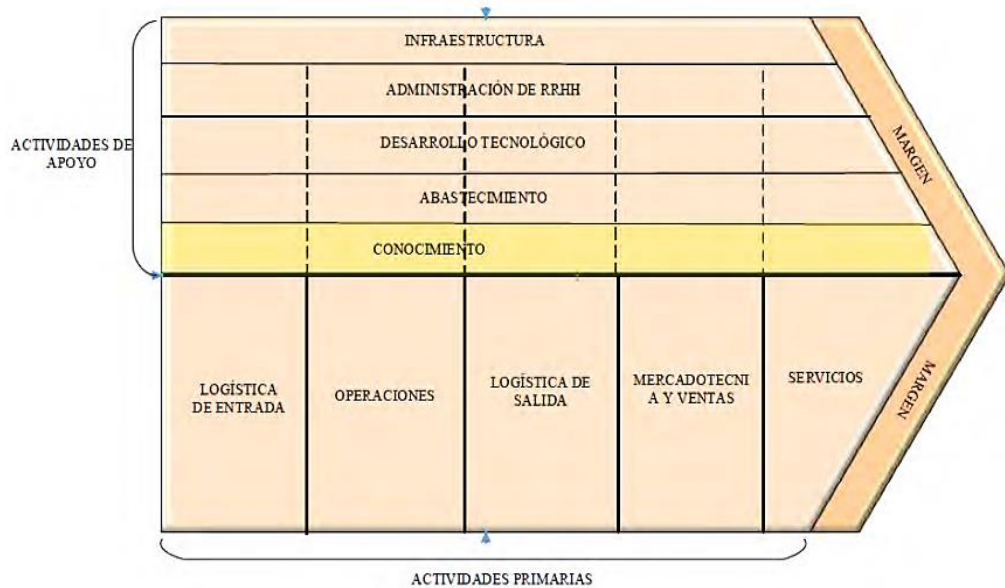 INFRAESTRUCTURA
ADMINISTRACIÓN DE RRHH
DESARROLLO TECNOLÓGICO
ACTIVIDADES DE
APOYO
ABASTECIMIENTO
CONOCIMIENTO
MARGEN
LOGÍSTICA
DE ENTRADA
OPERACIONES
LOGÍSTICA DE
SALIDA
MERCADOTECNI
A Y VENTAS
SERVICIOS
MARGEN
ACTIVIDADES PRIMARIAS